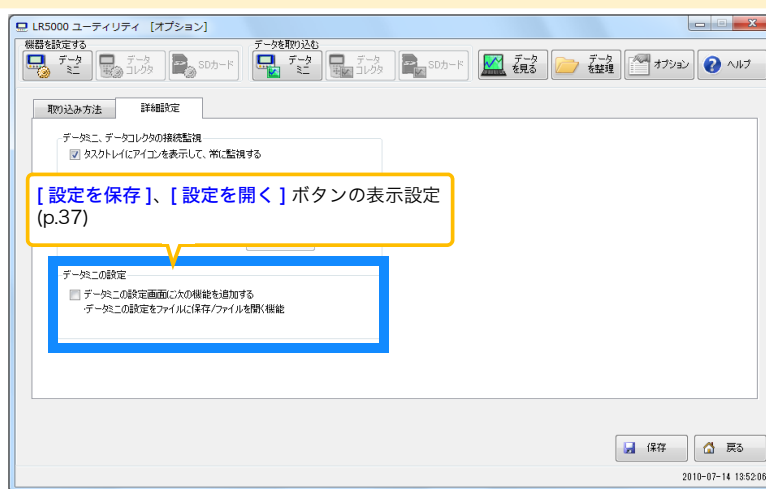 LR5000 ユーティリティ [オプション]
機器を設定する
データを取り込む
データ
ミニ
データ
コレクタ
SDカード
データ
ミニ
データ
コレクタ
SDカード
データ
を見る
データ
を整理
オプション
ヘルプ
取り込み方法
詳細設定
データミニ、データコレクタの接続監視
タスクトレイにアイコンを表示して、常に監視する
[ 設定を保存 ]、[ 設定を開く ] ボタンの表示設定
(p.37)
データミニの設定
データミニの設定画面に次の機能を追加する
・データミニの設定をファイルに保存/ファイルを開く機能
保存
戻る
2010-07-14 13:52:06